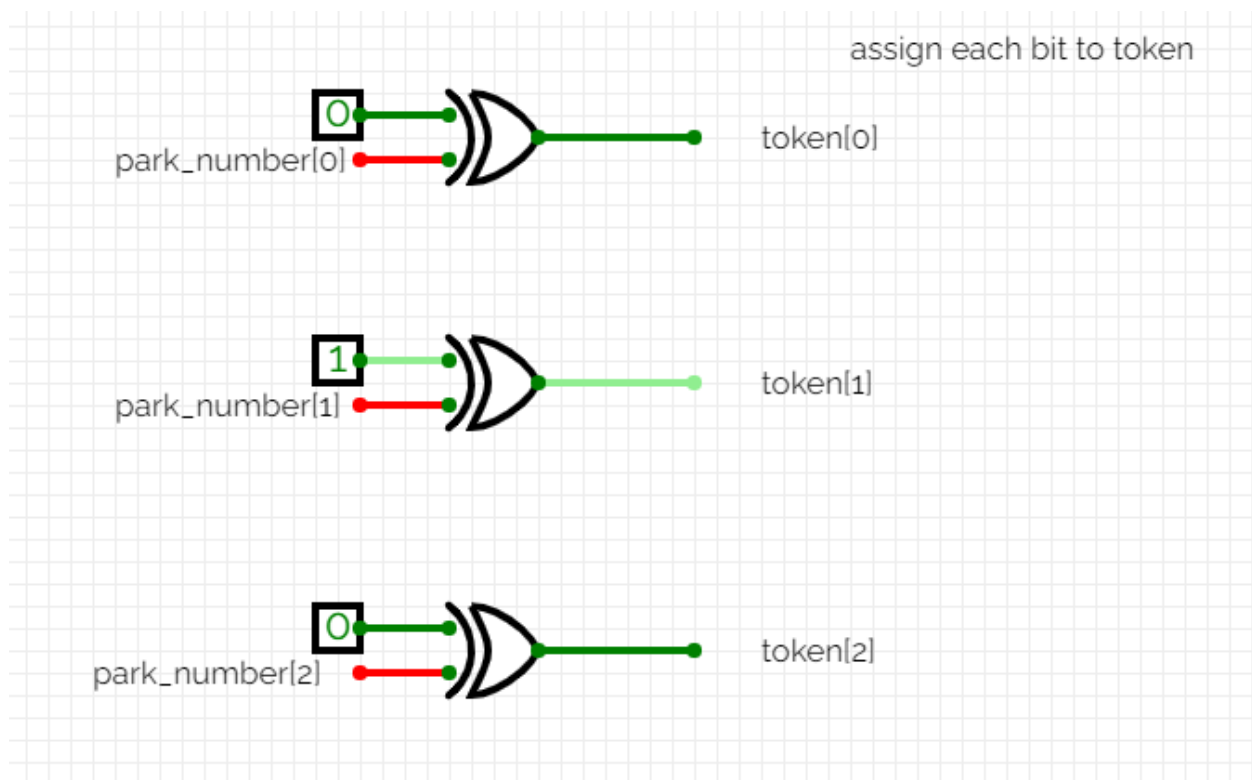 assign each bit to token
0
park_number[0]
token[0]
1
park_number[1]
token[1]
0
park_number[2]
token[2]